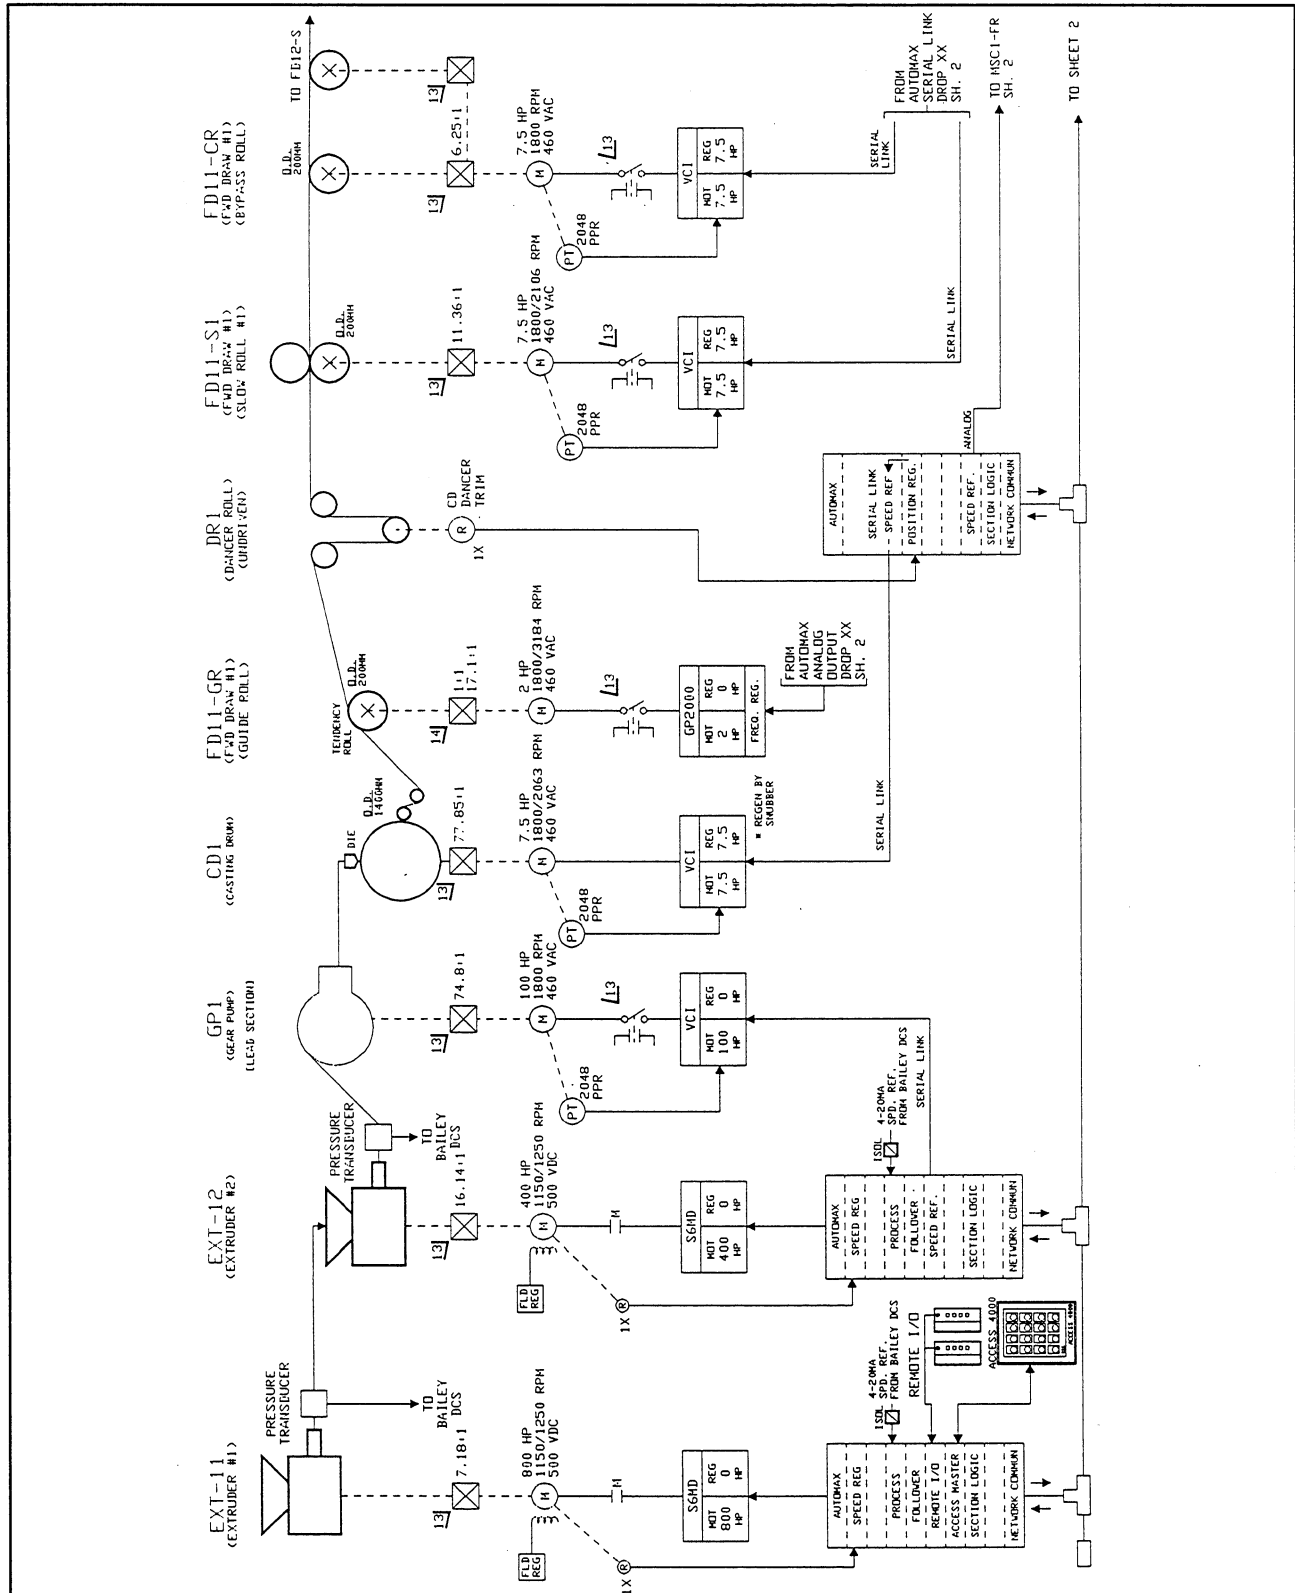 EXT-11
(EXTRUDER #1)
PRESSURE
TRANSDUCER
TO
BAILEY
DCS
13
7.18:1
800 HP
1150/1250 RPM
500 VDC
M
FLD
REG
1X
R
M
S6MD
MOT
800
HP
REG
0
HP
AUTOMAX
SPEED REG
PROCESS
FOLLOWER
REMOTE I/O
ACCESS MASTER
SECTION LOGIC
NETWORK COMMUN
ISOL
4-20MA
SPD. REF.
FROM BAILEY DCS
REMOTE I/O
ACCESS 4000
ACCESS 4000
EXT-12
(EXTRUDER #2)
PRESSURE
TRANSDUCER
TO
BAILEY
DCS
13
16.14:1
400 HP
1150/1250 RPM
500 VDC
M
FLD
REG
1X
R
M
S6MD
MOT
400
HP
REG
0
HP
AUTOMAX
SPEED REG
PROCESS
FOLLOWER
SPEED REF.
SECTION LOGIC
NETWORK COMMUN
ISOL
4-20MA
SPD. REF.
FROM BAILEY DCS
SERIAL LINK
GP1
(GEAR PUMP)
[LEAD SECTION]
13
74.8:1
100 HP
1800 RPM
460 VAC
M
PT
2048
PPR
13
VCI
MOT
100
HP
REG
0
HP
CD1
(CASTING DRUM)
DIE
O.D.
1400MM
13
77.85:1
7.5 HP
1800/2063 RPM
460 VAC
M
PT
2048
PPR
VCI
MOT
7.5
HP
REG
7.5
HP
* REGEN BY
SNUBBER
SERIAL LINK
FD11-GR
(FWD DRAW #1)
(GUIDE ROLL)
TENDENCY
ROLL
O.D.
200MM
14
1:1
17.1:1
2 HP
1800/3184 RPM
460 VAC
M
13
GP2000
MOT
2
HP
REG
0
HP
FREQ. REG.
FROM
AUTOMAX
ANALOG
OUTPUT
DROP XX
SH. 2
DR1
(DANCER ROLL)
(UNDRIVEN)
R
1X
CD
DANCER
TRIM
AUTOMAX
SERIAL LINK
SPEED REF
POSITION REG.
SPEED REF.
SECTION LOGIC
NETWORK COMMUN
ANALOG
FD11-S1
(FWD DRAW #1)
(SLOW ROLL #1)
O.D.
200MM
13
11.36:1
7.5 HP
1800/2106 RPM
460 VAC
M
PT
2048
PPR
13
VCI
MOT
7.5
HP
REG
7.5
HP
SERIAL LINK
FD11-CR
(FWD DRAW #1)
(BYPASS ROLL)
O.D.
200MM
TO FD12-S
13
6.25:1
13
7.5 HP
1800 RPM
460 VAC
M
PT
2048
PPR
13
VCI
MOT
7.5
HP
REG
7.5
HP
SERIAL
LINK
FROM
AUTOMAX
SERIAL LINK
DROP XX
SH. 2
TO MSC1-FR
SH. 2
TO SHEET 2